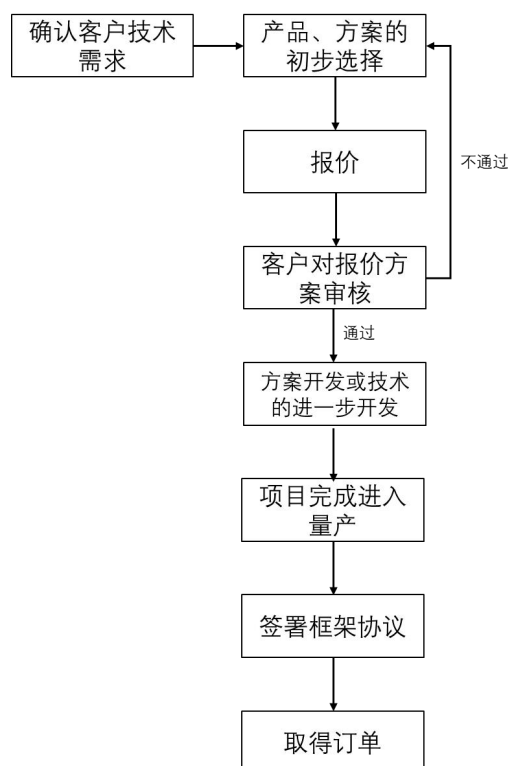 确认客户技术
需求
产品、方案的
初步选择
报价
不通过
客户对报价方
案审核
通过
方案开发或技术
的进一步开发
项目完成进入
量产
签署框架协议
取得订单